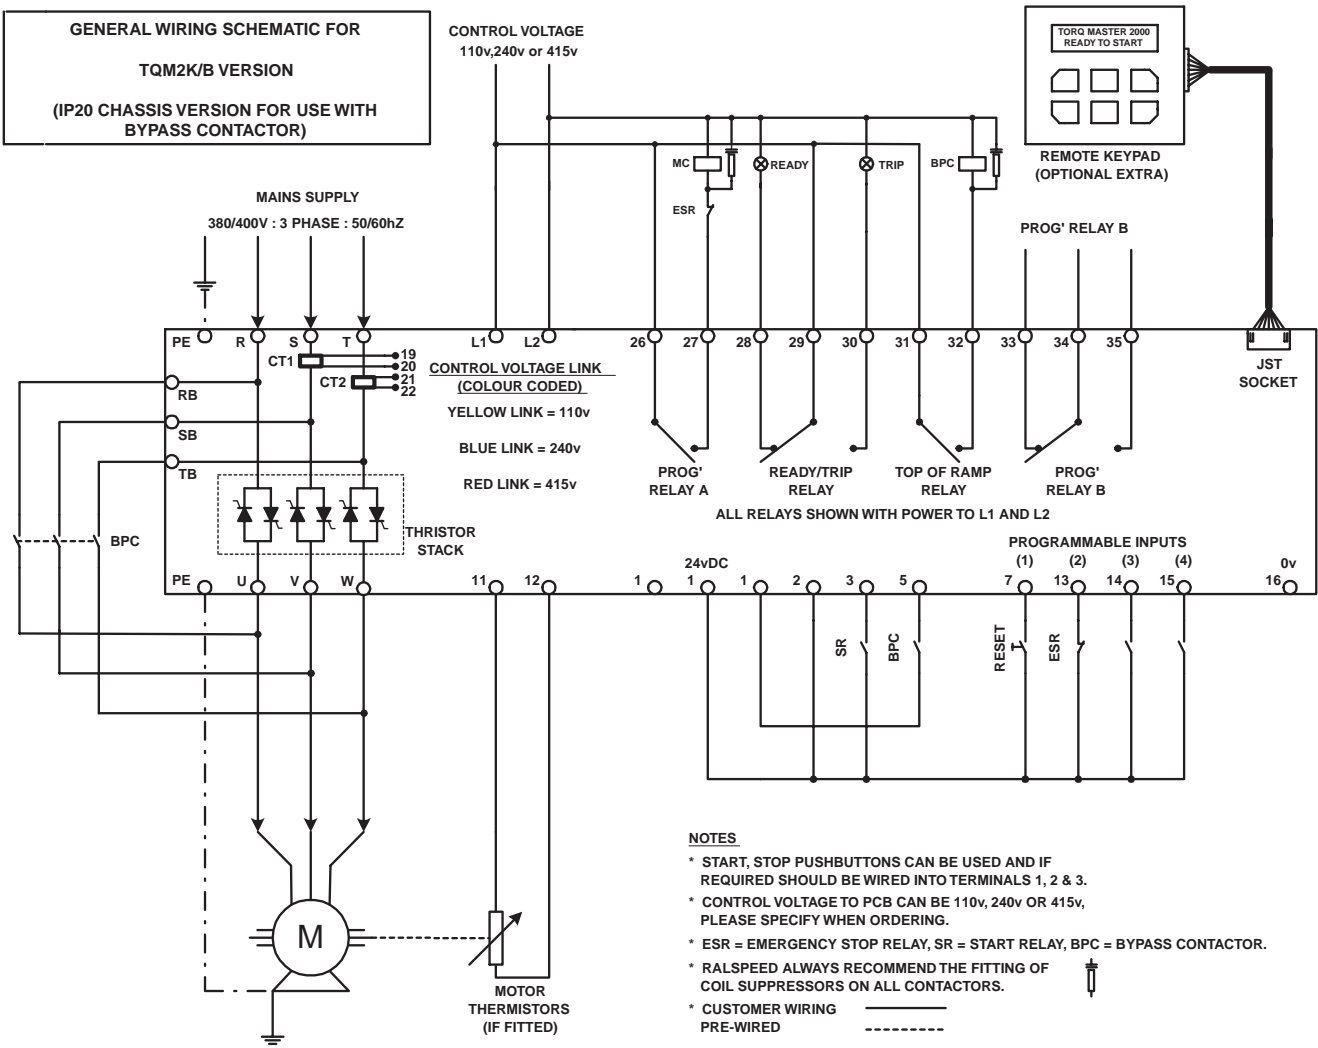 GENERAL WIRING SCHEMATIC FOR
TQM2K/B VERSION
(IP20 CHASSIS VERSION FOR USE WITH
BYPASS CONTACTOR)
CONTROL VOLTAGE
110v,240v or 415v
TORQ MASTER 2000
READY TO START
REMOTE KEYPAD
(OPTIONAL EXTRA)
MAINS SUPPLY
380/400V : 3 PHASE : 50/60hZ
MC
READY
TRIP
BPC
ESR
PROG' RELAY B
PE
R
S
T
L1
L2
26
27
28
29
30
31
32
33
34
35
JST
SOCKET
CT1
19
20
CT2
21
22
RB
SB
TB
CONTROL VOLTAGE LINK
(COLOUR CODED)
YELLOW LINK = 110v
BLUE LINK = 240v
RED LINK = 415v
PROG'
RELAY A
READY/TRIP
RELAY
TOP OF RAMP
RELAY
PROG'
RELAY B
ALL RELAYS SHOWN WITH POWER TO L1 AND L2
THRISTOR
STACK
BPC
PROGRAMMABLE INPUTS
(1)
(2)
(3)
(4)
24vDC
0v
PE
U
V
W
11
12
1
1
1
2
3
5
7
13
14
15
16
SR
BPC
RESET
ESR
M
MOTOR
THERMISTORS
(IF FITTED)
NOTES
* START, STOP PUSHBUTTONS CAN BE USED AND IF
REQUIRED SHOULD BE WIRED INTO TERMINALS 1, 2 & 3.
* CONTROL VOLTAGE TO PCB CAN BE 110v, 240v OR 415v,
PLEASE SPECIFY WHEN ORDERING.
* ESR = EMERGENCY STOP RELAY, SR = START RELAY, BPC = BYPASS CONTACTOR.
* RALSPEED ALWAYS RECOMMEND THE FITTING OF
COIL SUPPRESSORS ON ALL CONTACTORS.
* CUSTOMER WIRING
PRE-WIRED